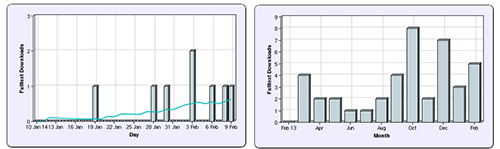 Fulltext Downloads
3
2
1
0
10 Jan 14 13 Jan 16 Jan 19 Jan 22 Jan 25 Jan 28 Jan 31 Jan 3 Feb 6 Feb 9 Feb
Day
Fulltext Downloads
9
8
7
6
5
4
3
2
1
0
Feb 13 Apr Jun Aug Oct Dec Feb
Month